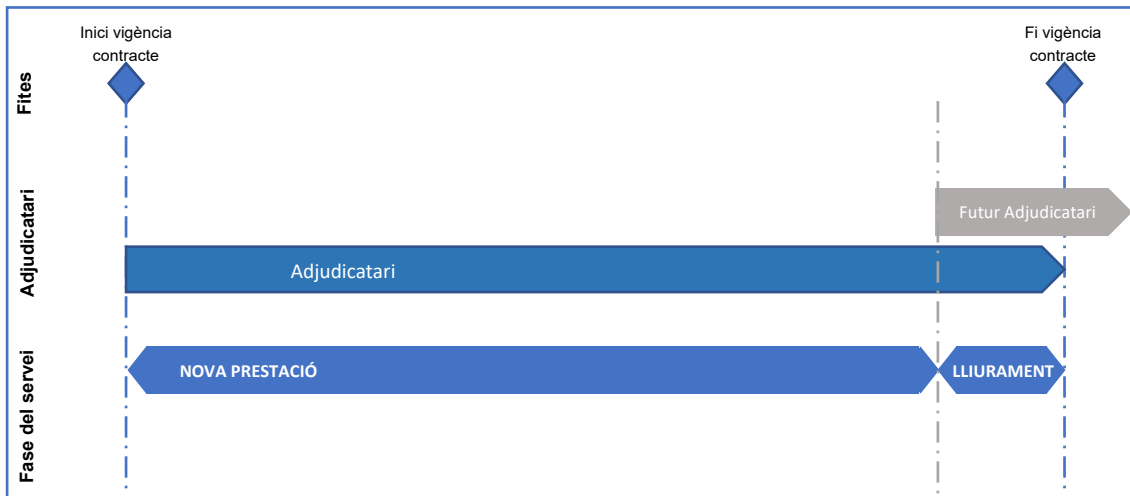 Inici vigència
contracte
Fi vigència
contracte
Fites
Futur Adjudicatari
Adjudicatari
Adjudicatari
NOVA PRESTACIÓ
LLIURAMENT
Fase del servei